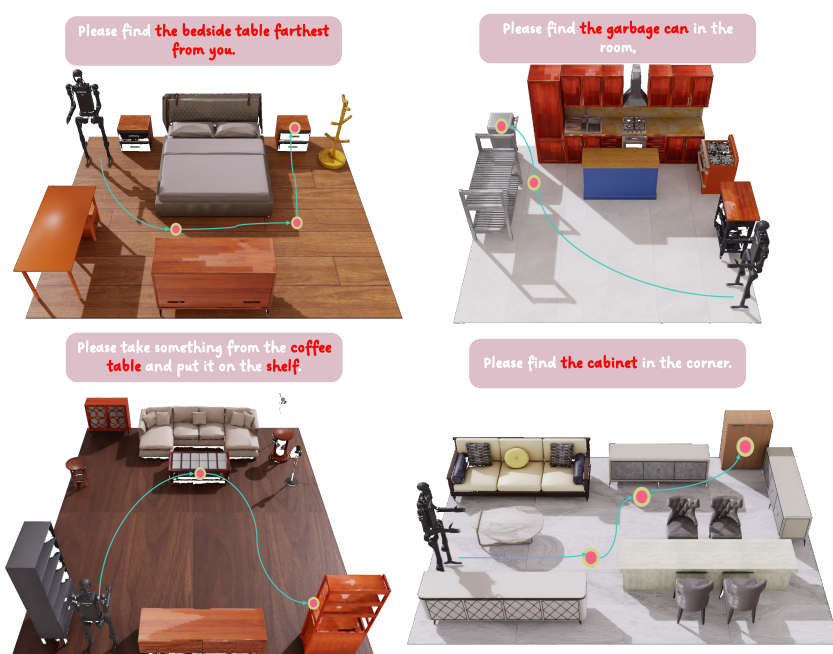 Please find the bedside table farthest
from you.
Please find the garbage can in the
room,
Please take something from the coffee
table and put it on the shelf.
Please find the cabinet in the corner.